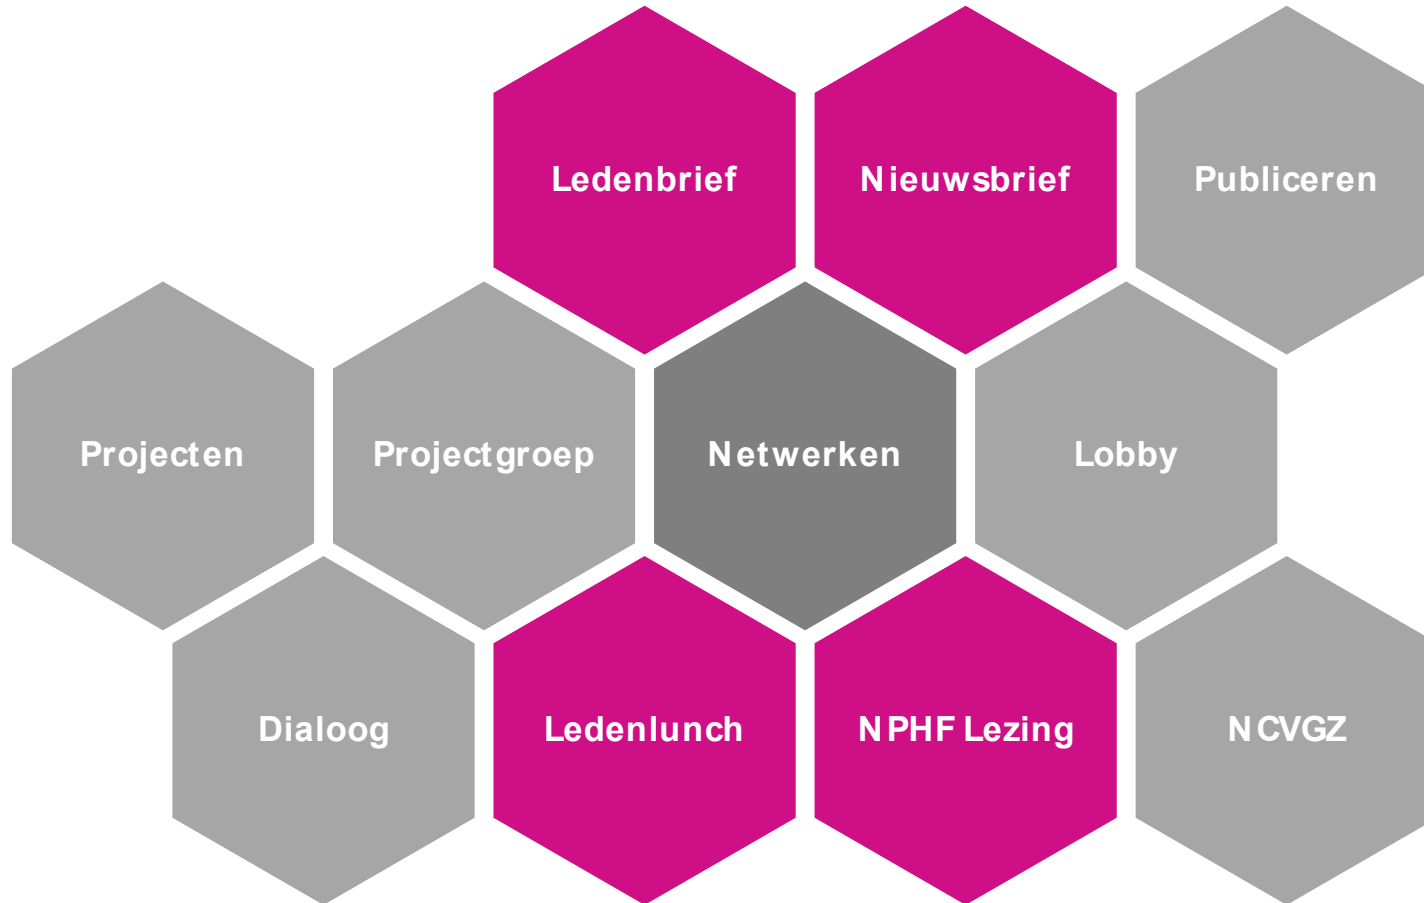 Ledenbrief
Nieuwsbrief
Publiceren
Projecten
Projectgroep
Netwerken
Lobby
Dialoog
Ledenlunch
NPHF Lezing
NCVGZ